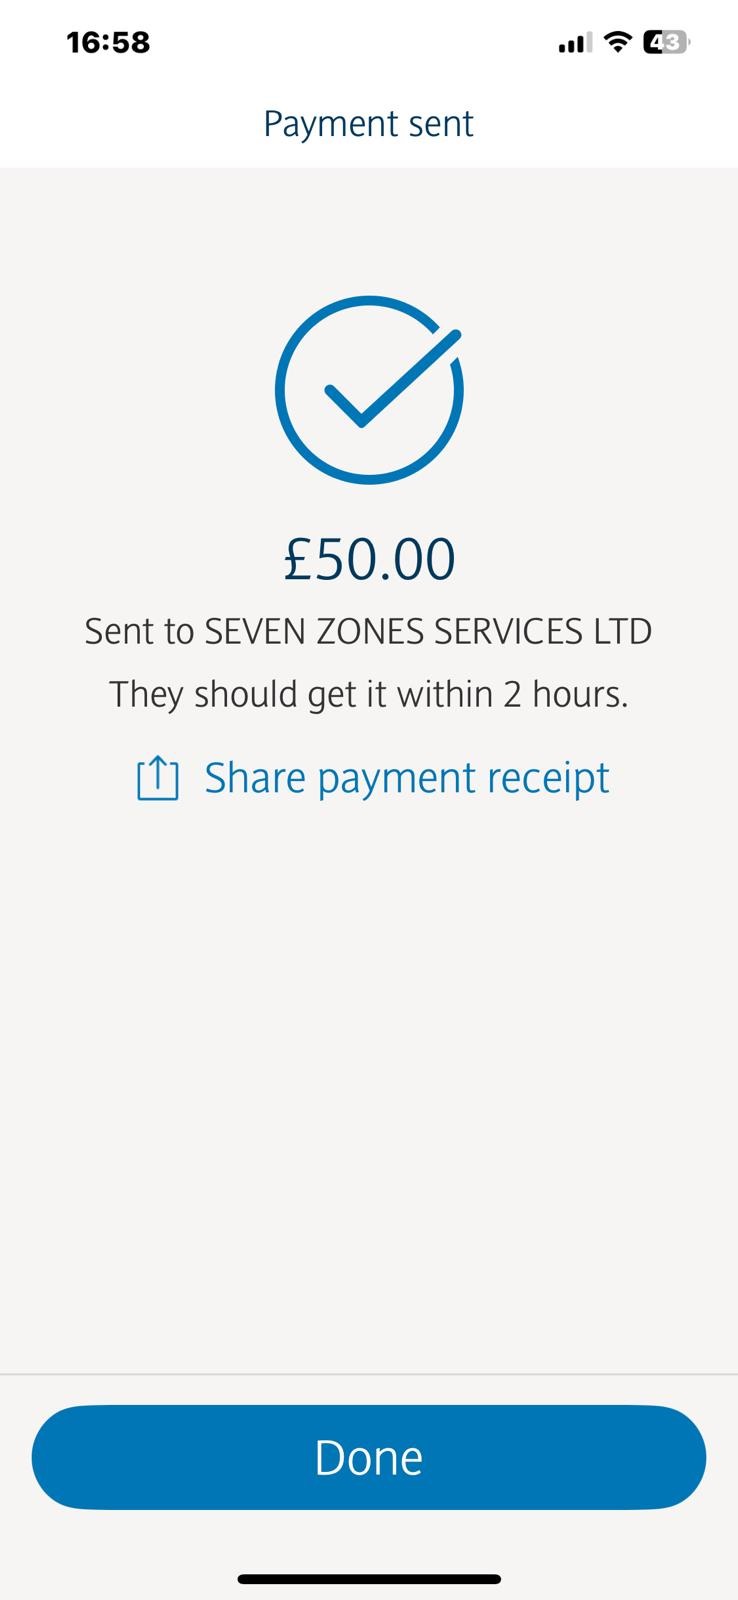 16:58
43
Payment sent
£50.00
Sent to SEVEN ZONES SERVICES LTD
They should get it within 2 hours.
Share payment receipt
Done